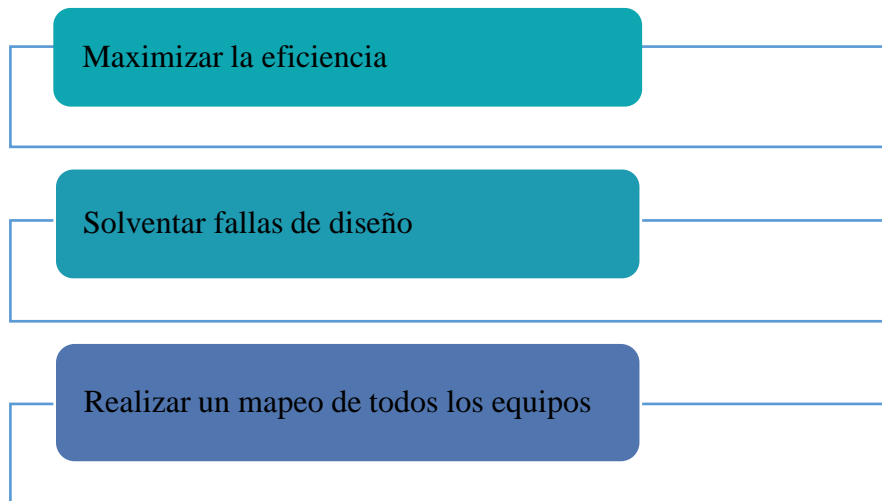 Maximizar la eficiencia
Solventar fallas de diseño
Realizar un mapeo de todos los equipos